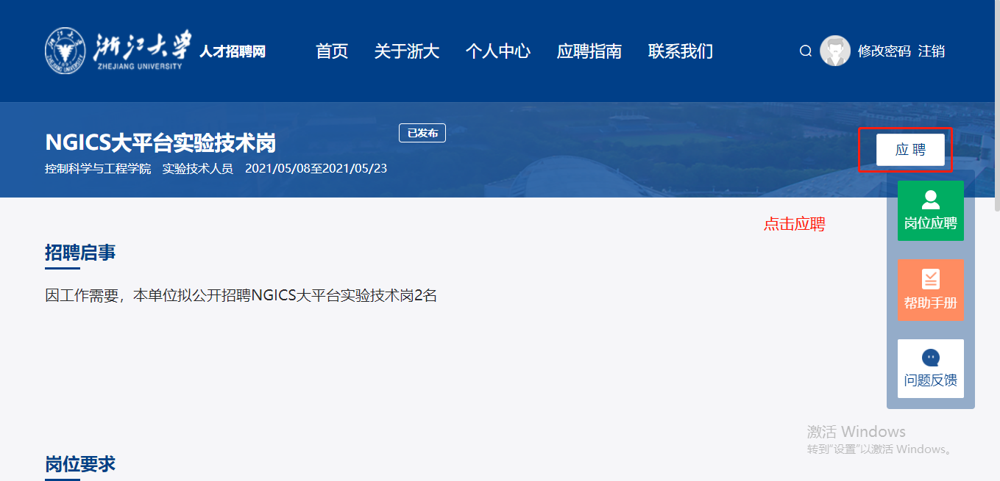 浙江大学
ZHEJIANG UNIVERSITY
人才招聘网
首页 关于浙大 个人中心 应聘指南 联系我们
修改密码 注销
NGICS大平台实验技术岗
已发布
控制科学与工程学院 实验技术人员 2021/05/08至2021/05/23
应 聘
点击应聘
岗位应聘
帮助手册
问题反馈
招聘启事
因工作需要，本单位拟公开招聘NGICS大平台实验技术岗2名
激活 Windows
转到“设置”以激活 Windows。
岗位要求